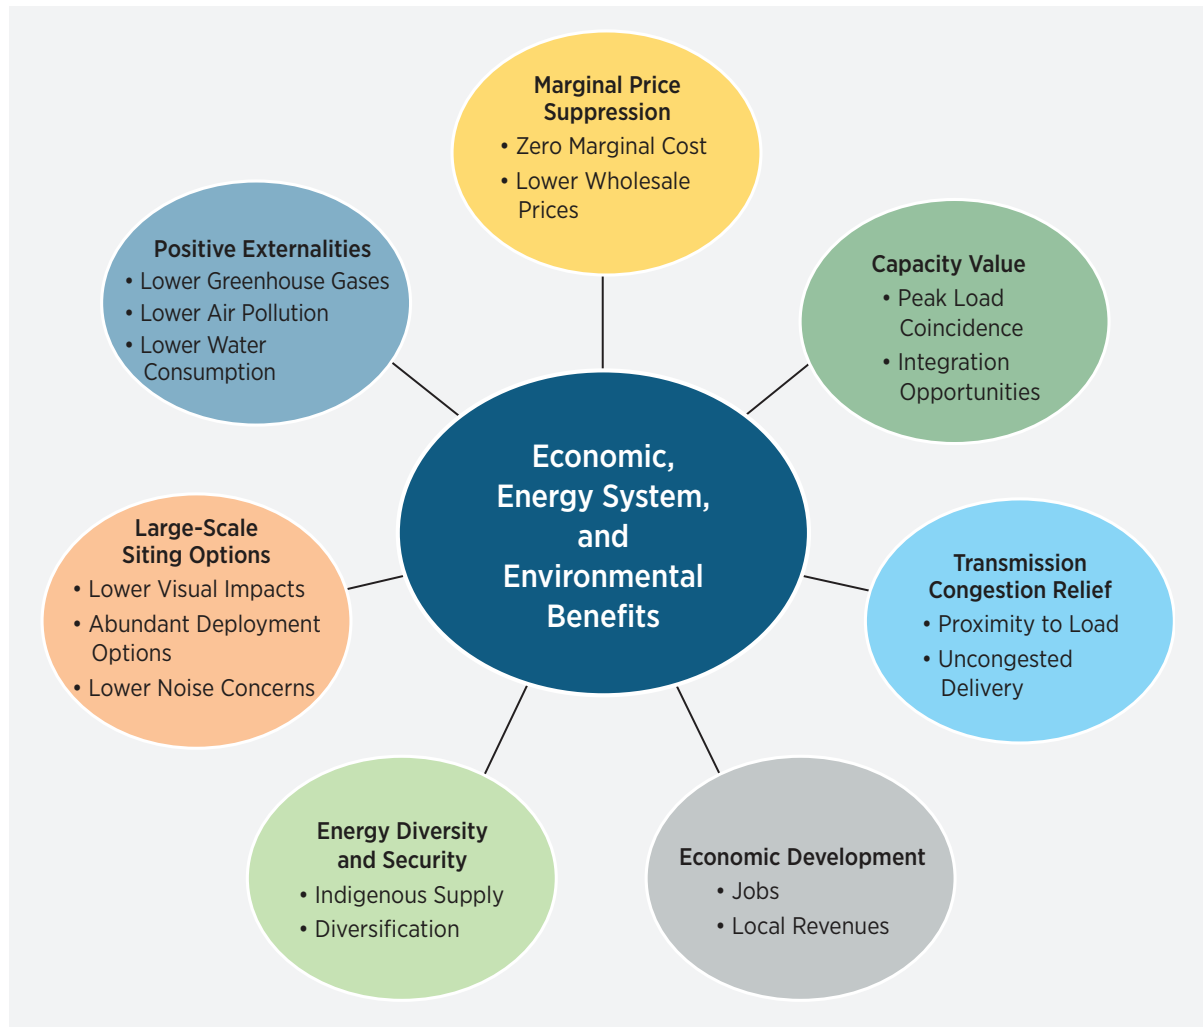 Marginal Price
Suppression
• Zero Marginal Cost
• Lower Wholesale
Prices
Positive Externalities
• Lower Greenhouse Gases
• Lower Air Pollution
• Lower Water
Consumption
Capacity Value
• Peak Load
Coincidence
• Integration
Opportunities
Economic,
Energy System,
and
Environmental
Benefits
Large-Scale
Siting Options
• Lower Visual Impacts
• Abundant Deployment
Options
• Lower Noise Concerns
Transmission
Congestion Relief
• Proximity to Load
• Uncongested
Delivery
Energy Diversity
and Security
• Indigenous Supply
• Diversification
Economic Development
• Jobs
• Local Revenues